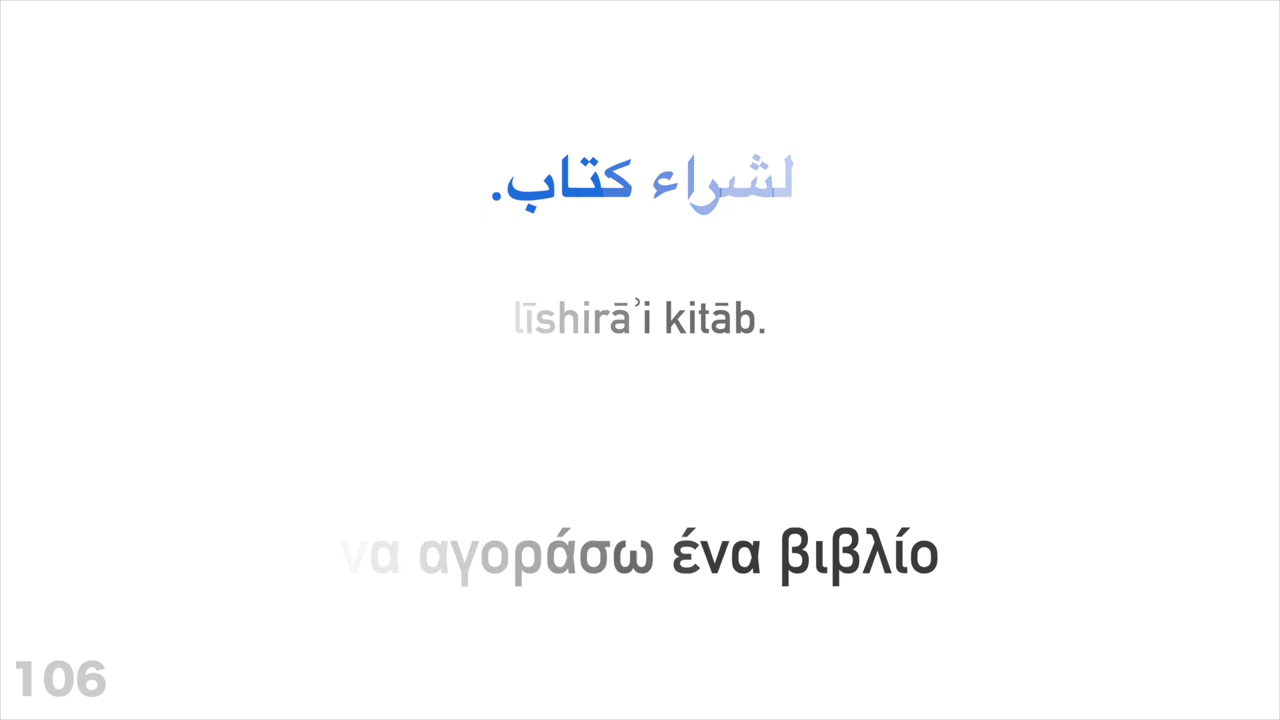 لشراء كتاب.
līshirāʾi kitāb.
να αγοράσω ένα βιβλίο
106